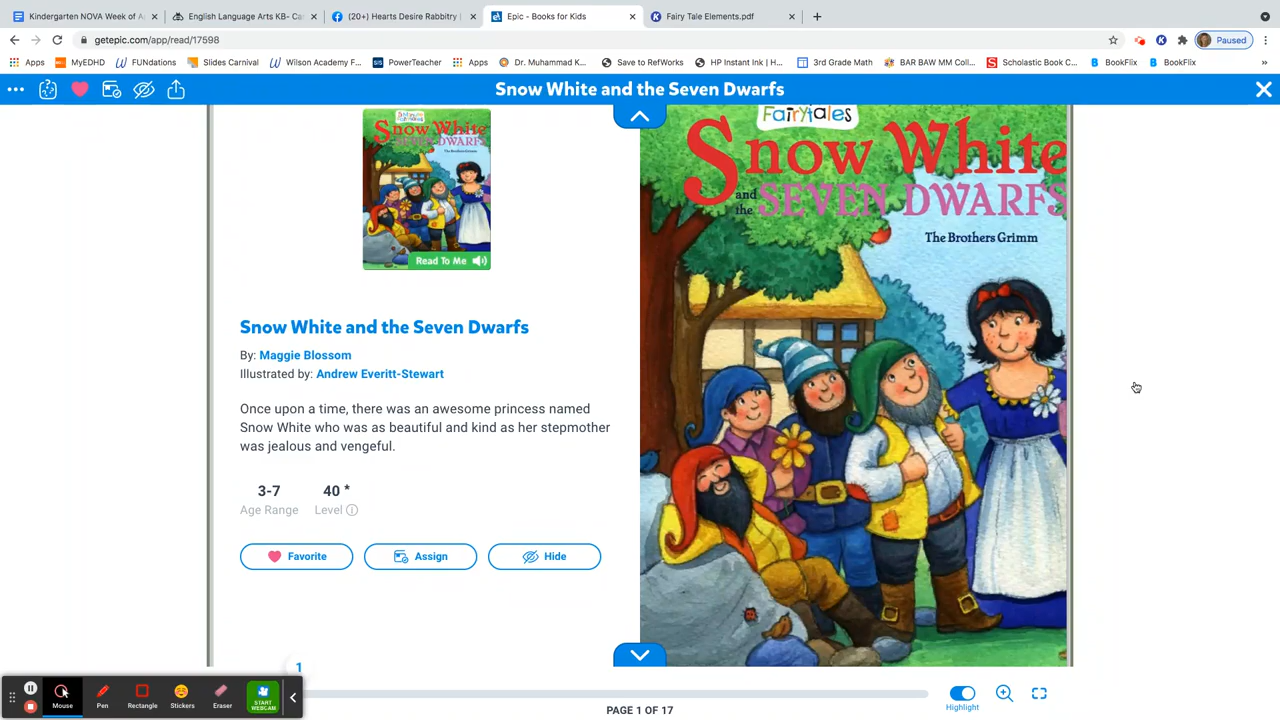 Kindergarten NOVA Week of A
English Language Arts KB- Ca
(20+) Hearts Desire Rabbitry |
Epic - Books for Kids
Fairy Tale Elements.pdf
getepic.com/app/read/17598
Paused
Apps
MyEDHD
FUNdations
Slides Carnival
Wilson Academy F...
PowerTeacher
Apps
Dr. Muhammad K...
Save to RefWorks
HP Instant Ink | H...
3rd Grade Math
BAR BAW MM Coll...
Scholastic Book C...
BookFlix
BookFlix
Snow White and the Seven Dwarfs
Snow White
SEVEN DWARFS
The Brothers Grimm
Read To Me
Fairytales
Snow White
and
the SEVEN DWARFS
The Brothers Grimm
Snow White and the Seven Dwarfs
By: Maggie Blossom
Illustrated by: Andrew Everitt-Stewart
Once upon a time, there was an awesome princess named
Snow White who was as beautiful and kind as her stepmother
was jealous and vengeful.
3-7
40 *
Age Range
Level
Favorite
Assign
Hide
1
Mouse
Pen
Rectangle
Stickers
Eraser
START
WEBCAM
PAGE 1 OF 17
Highlight